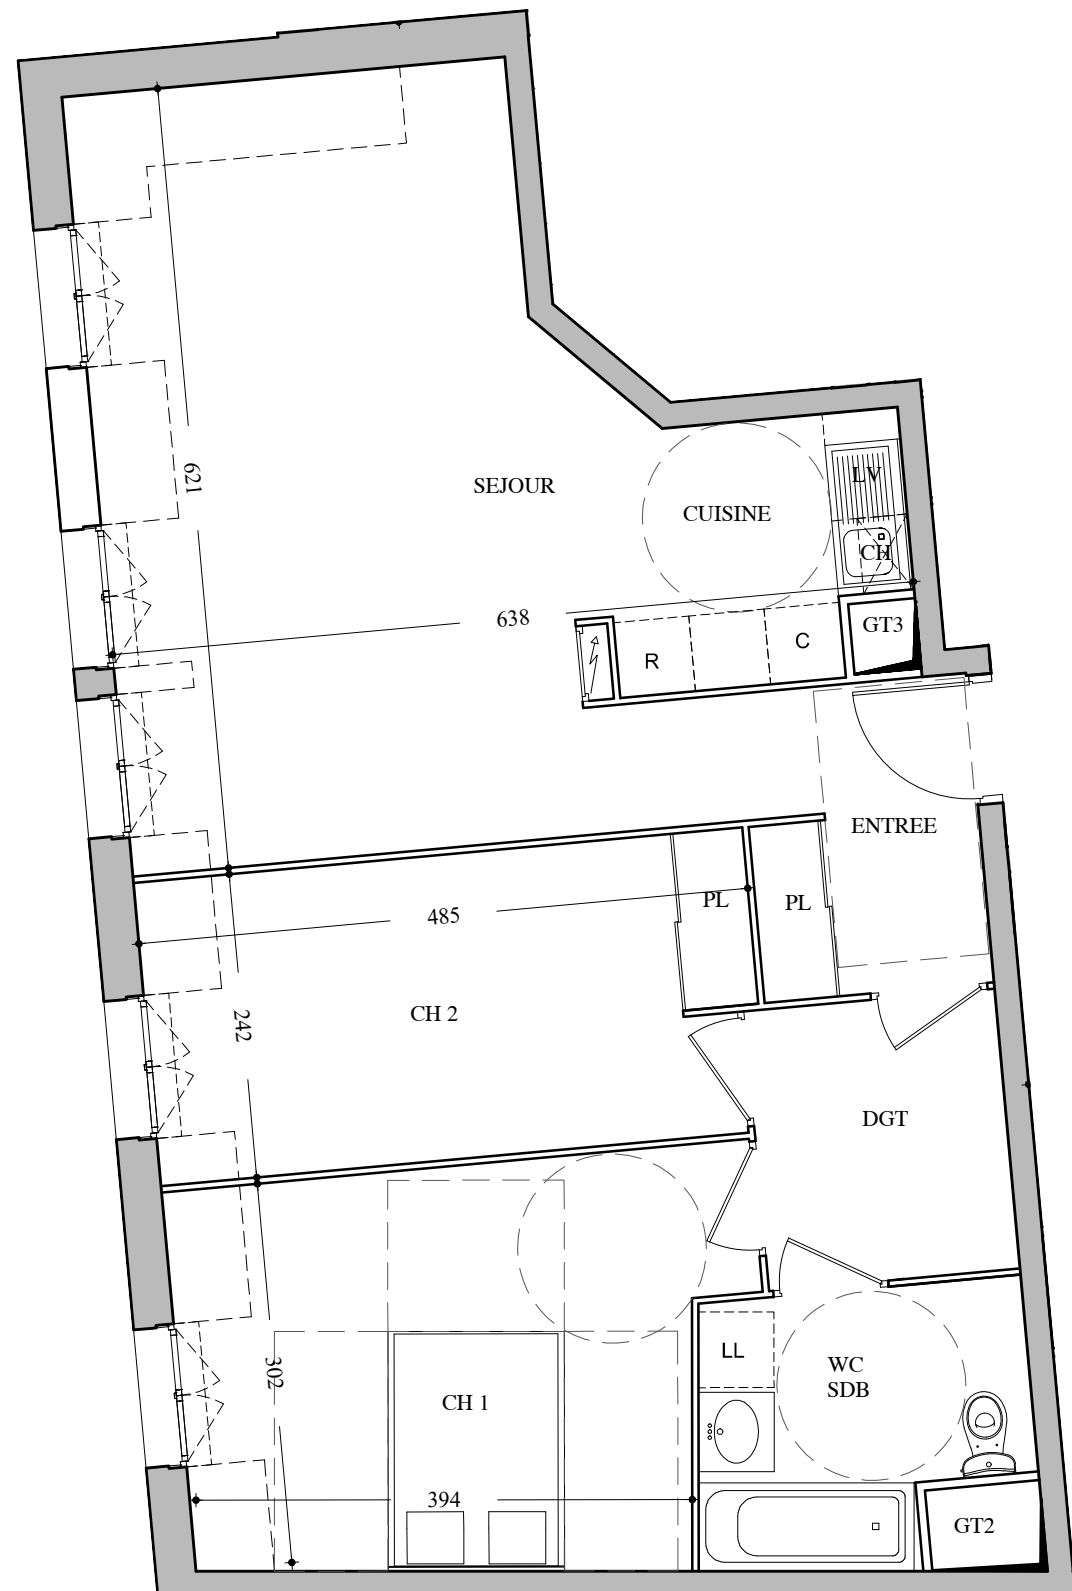 621
SEJOUR
CUISINE
LV
CH
638
R
C
GT3
ENTREE
PL
PL
485
CH 2
242
DGT
302
CH 1
LL
WC
SDB
394
GT2